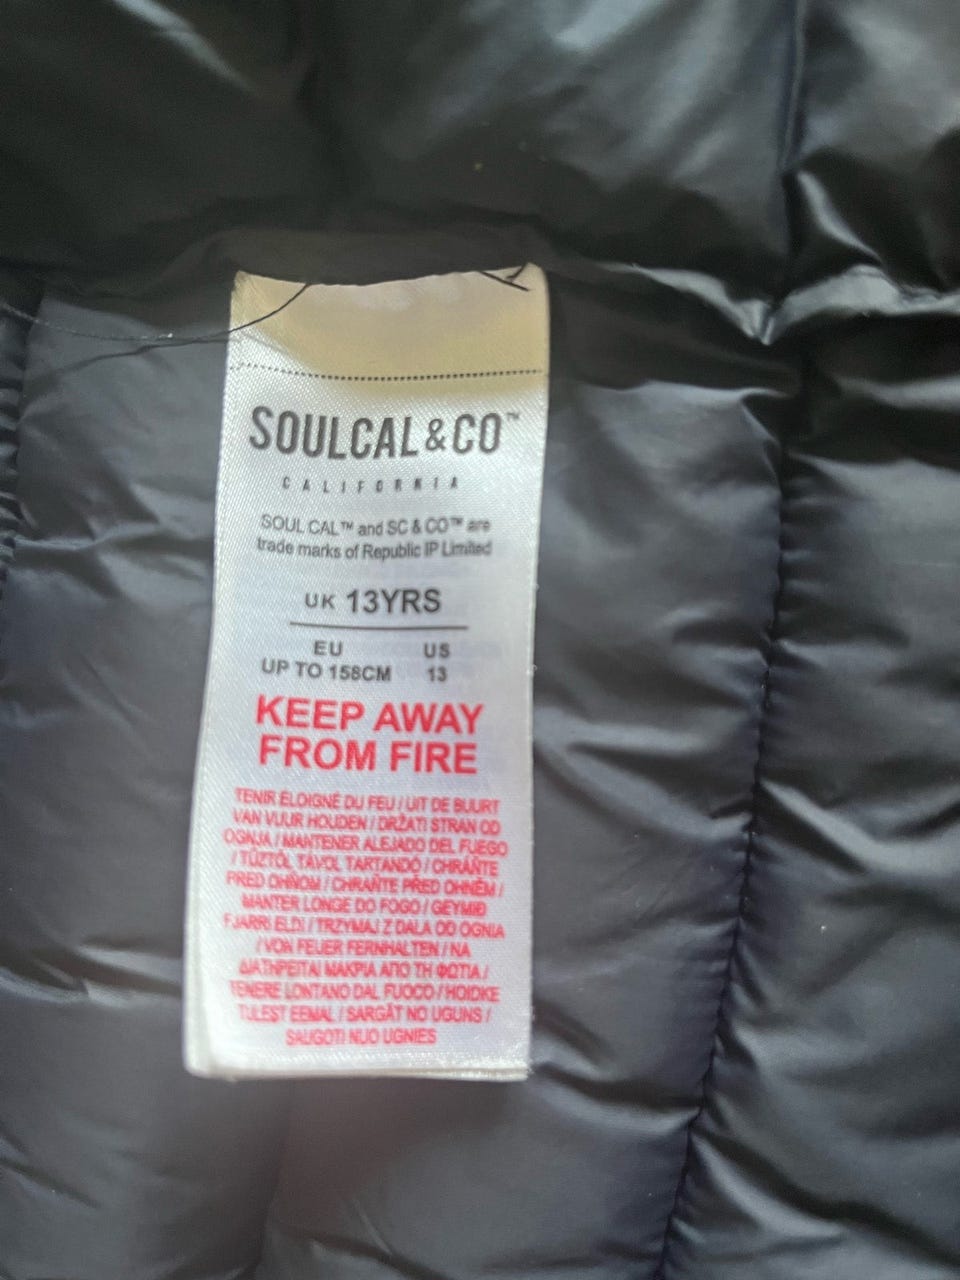 SOULCAL&CO™
CALIFORNIA
SOUL CAL™ and SC & CO™ are
trade marks of Republic IP Limited
UK 13YRS
EU US
UP TO 158CM 13
KEEP AWAY
FROM FIRE
TENIR ÉLOIGNÉ DU FEU / UIT DE BUURT
VAN VUUR HOUDEN / DRŽATI STRAN OD
OGNJA / MANTENER ALEJADO DEL FUEGO
/ TŰZTŐL TÁVOL TARTANDÓ / CHRÁŇTE
PRED OHŇOM / CHRAŇTE PŘED OHNĚM /
MANTER LONGE DO FOGO / GEYMIÐ
FJARRI ELDI / TRZYMAJ Z DALA OD OGNIA
/ VON FEUER FERNHALTEN / ΝΑ
ΔΙΑΤΗΡΕΙΤΑΙ ΜΑΚΡΙΑ ΑΠΟ ΤΗ ΦΩΤΙΑ /
TENERE LONTANO DAL FUOCO / HOIDKE
TULEST EEMAL / SARGĀT NO UGUNS /
SAUGOTI NUO UGNIES